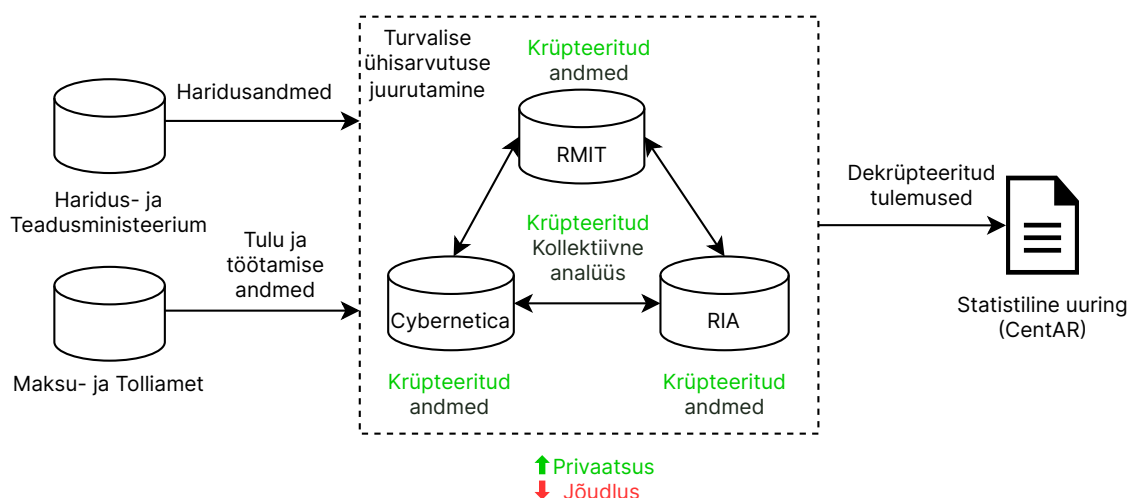 Turvalise
ühisarvutuse
juurutamine
Krüpteeritud
andmed
Haridusandmed
RMIT
Haridus- ja
Teadusministeerium
Dekrüpteeritud
tulemused
Tulu ja
töötamise
andmed
Krüpteeritud
Kollektiivne
analüüs
Cybernetica
RIA
Statistiline uuring
(CentAR)
Maksu- ja Tolliamet
Krüpteeritud
andmed
Krüpteeritud
andmed
Privaatsus
Jõudlus